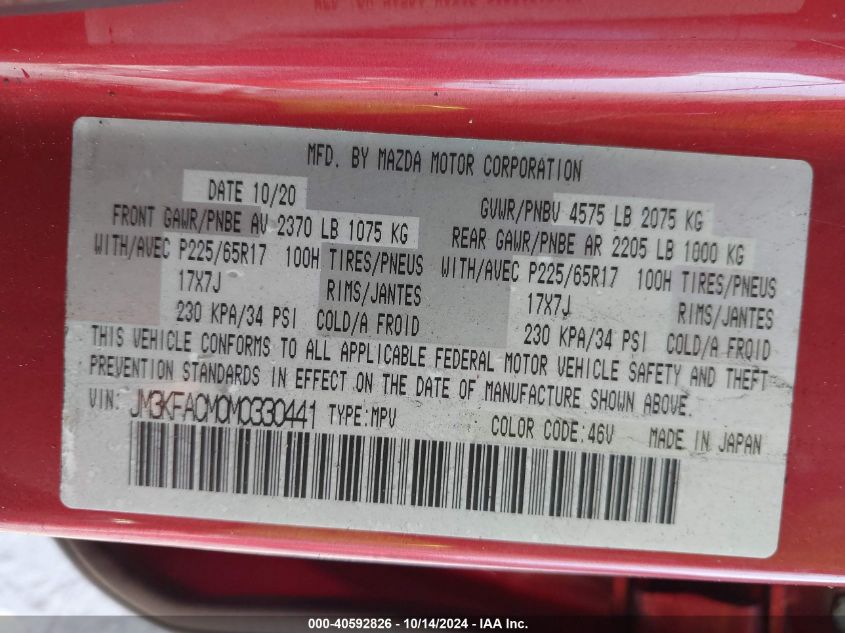 MFD. BY MAZDA MOTOR CORPORATION
DATE 10/20
GVWR/PNBV 4575 LB 2075 KG
FRONT GAWR/PNBE AV 2370 LB 1075 KG
REAR GAWR/PNBE AR 2205 LB 1000 KG
WITH/AVEC P225/65R17 100H TIRES/PNEUS
WITH/AVEC P225/65R17 100H TIRES/PNEUS
17X7J RIMS/JANTES
17X7J RIMS/JANTES
230 KPA/34 PSI COLD/A FROID
230 KPA/34 PSI COLD/A FROID
THIS VEHICLE CONFORMS TO ALL APPLICABLE FEDERAL MOTOR VEHICLE SAFETY AND THEFT
PREVENTION STANDARDS IN EFFECT ON THE DATE OF MANUFACTURE SHOWN ABOVE.
VIN: JM3KFACM0M0330441 TYPE:MPV COLOR CODE:46V MADE IN JAPAN
000-40592826 - 10/14/2024 - IAA Inc.